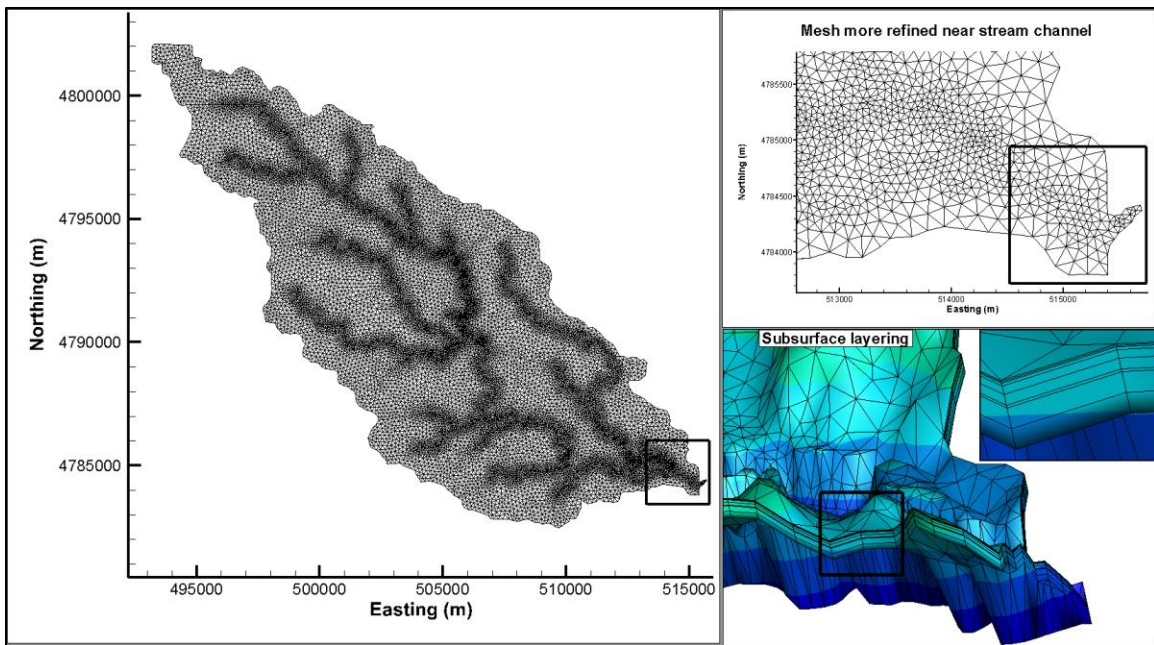 4800000
4795000
4790000
4785000
Northing (m)
495000 500000 505000 510000 515000
Easting (m)
Mesh more refined near stream channel
4785500
4785000
4784500
4784000
Northing (m)
513000 514000 515000
Easting (m)
Subsurface layering